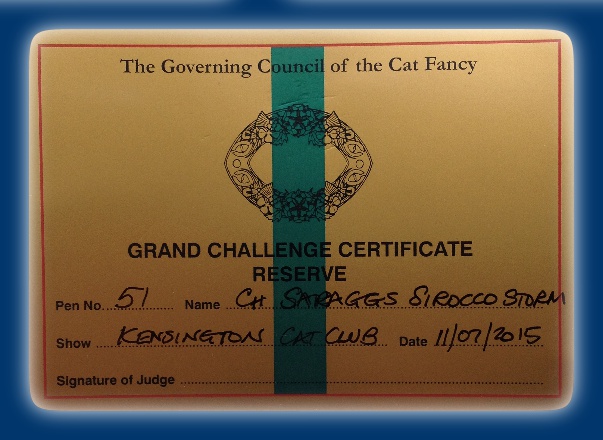 The Governing Council of the Cat Fancy
GRAND CHALLENGE CERTIFICATE
RESERVE
Pen No. 51 Name CH SARAGGS SIROCCO STORM
Show KENSINGTON CAT CLUB Date 11/07/2015
Signature of Judge